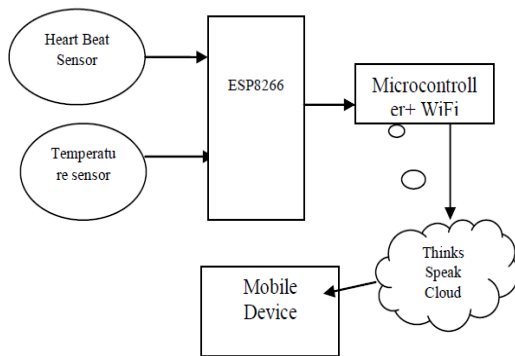 Heart Beat
Sensor
ESP8266
Microcontroll
er+ WiFi
Temperatu
re sensor
Thinks
Speak
Cloud
Mobile
Device